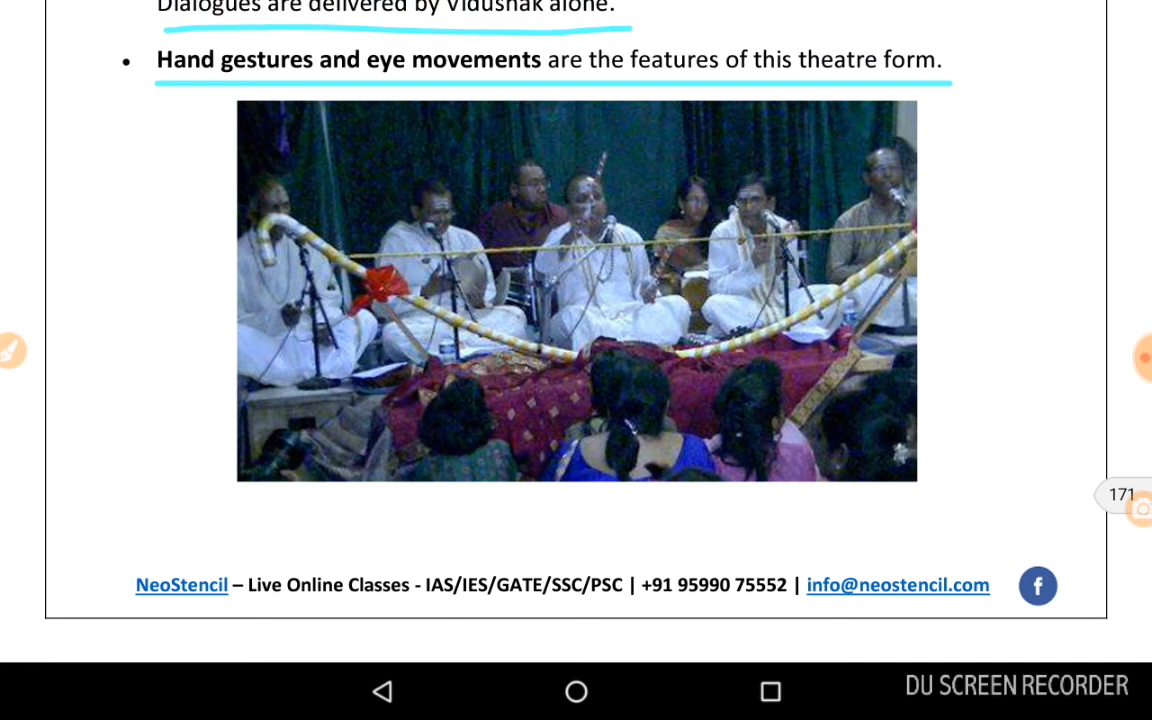 Dialogues are delivered by Vidushak alone.
• Hand gestures and eye movements are the features of this theatre form.
171
NeoStencil – Live Online Classes - IAS/IES/GATE/SSC/PSC | +91 95990 75552 | info@neostencil.com f
DU SCREEN RECORDER